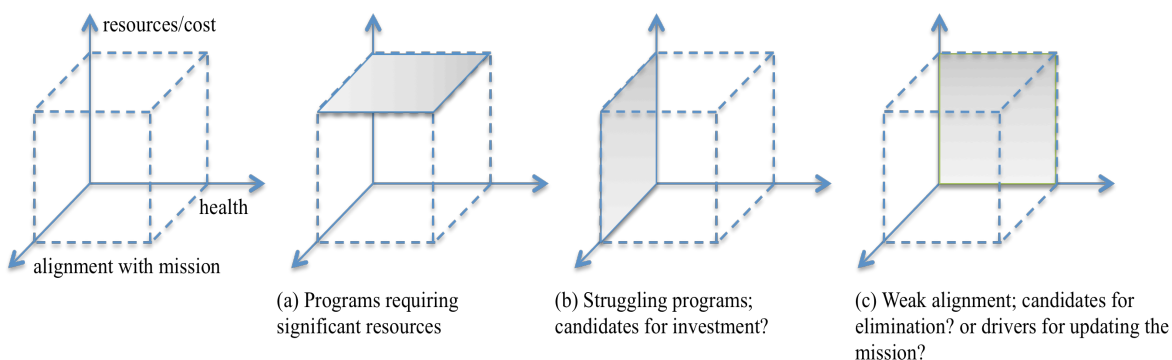 resources/cost
health
alignment with mission
(a) Programs requiring
significant resources
(b) Struggling programs;
candidates for investment?
(c) Weak alignment; candidates for
elimination? or drivers for updating the
mission?